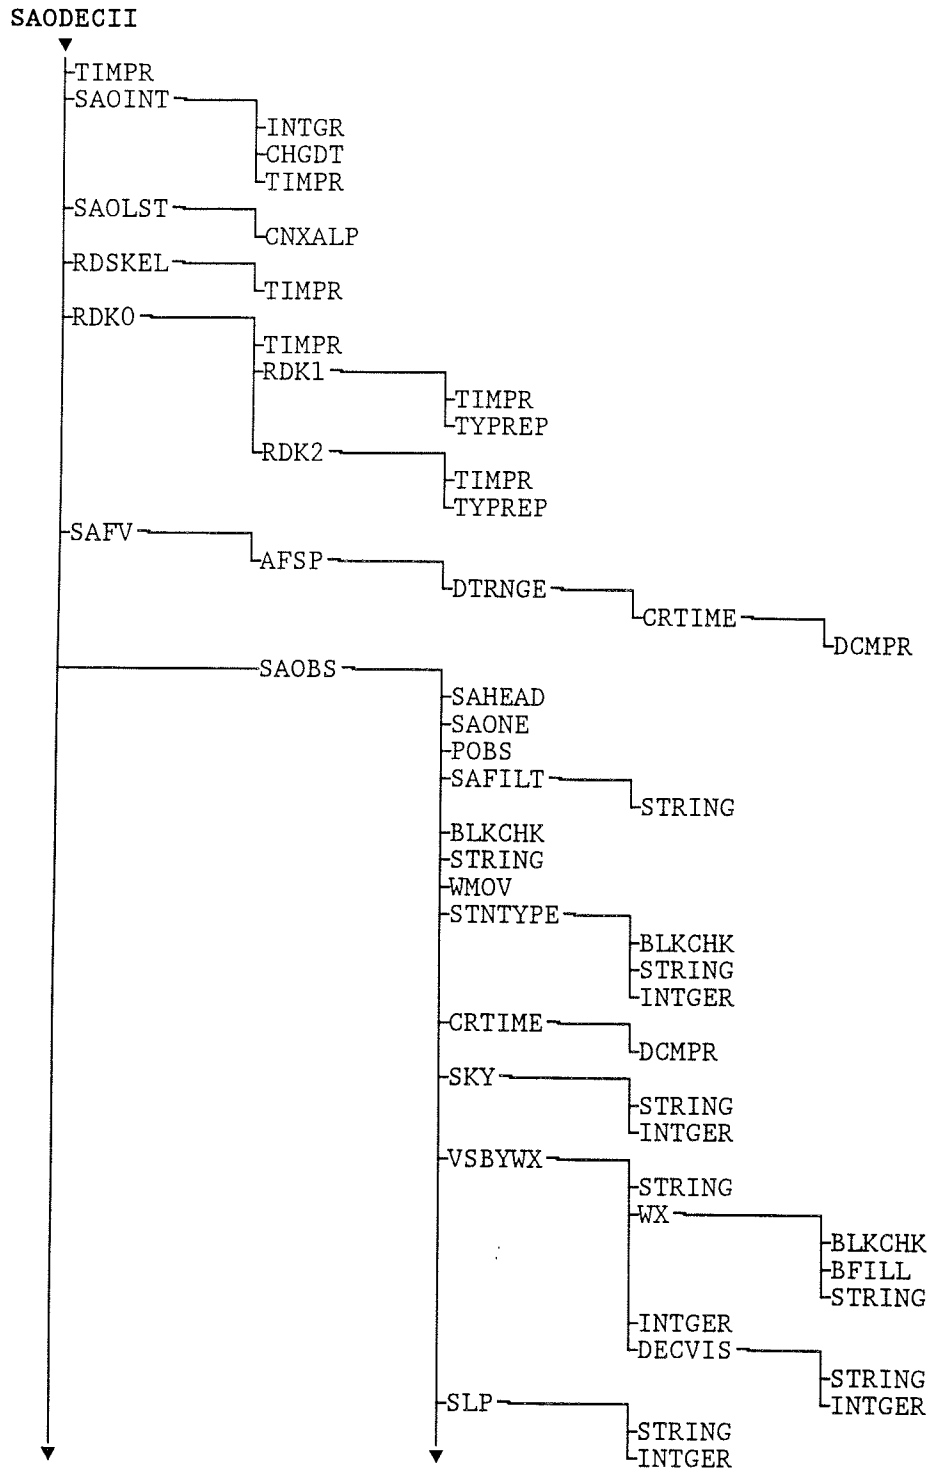 SAODECII
TIMPR
SAOINT
INTGR
CHGDT
TIMPR
SAOLST
CNXALP
RDSKEL
TIMPR
RDKO
TIMPR
RDK1
TIMPR
TYPREP
RDK2
TIMPR
TYPREP
SAFV
AFSP
DTRNGE
CRTIME
DCMPR
SAOBS
SAHEAD
SAONE
POBS
SAFILT
STRING
BLKCHK
STRING
WMOV
STNTYPE
BLKCHK
STRING
INTGER
CRTIME
DCMPR
SKY
STRING
INTGER
VSBYWX
STRING
WX
BLKCHK
BFILL
STRING
INTGER
DECVIS
STRING
INTGER
SLP
STRING
INTGER